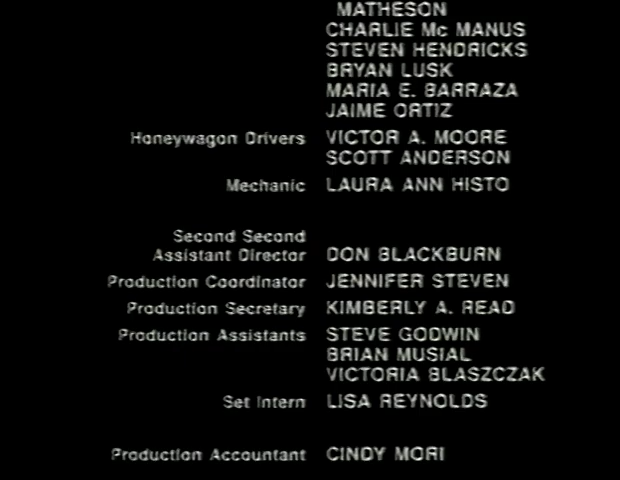 MATHESON
CHARLIE Mc MANUS
STEVEN HENDRICKS
BRYAN LUSK
MARIA E. BARRAZA
JAIME ORTIZ
Honeywagon Drivers VICTOR A. MOORE
SCOTT ANDERSON
Mechanic LAURA ANN HISTO
Second Second
Assistant Director DON BLACKBURN
Production Coordinator JENNIFER STEVEN
Production Secretary KIMBERLY A. READ
Production Assistants STEVE GODWIN
BRIAN MUSIAL
VICTORIA BLASZCZAK
Set Intern LISA REYNOLDS
Production Accountant CINDY MORI